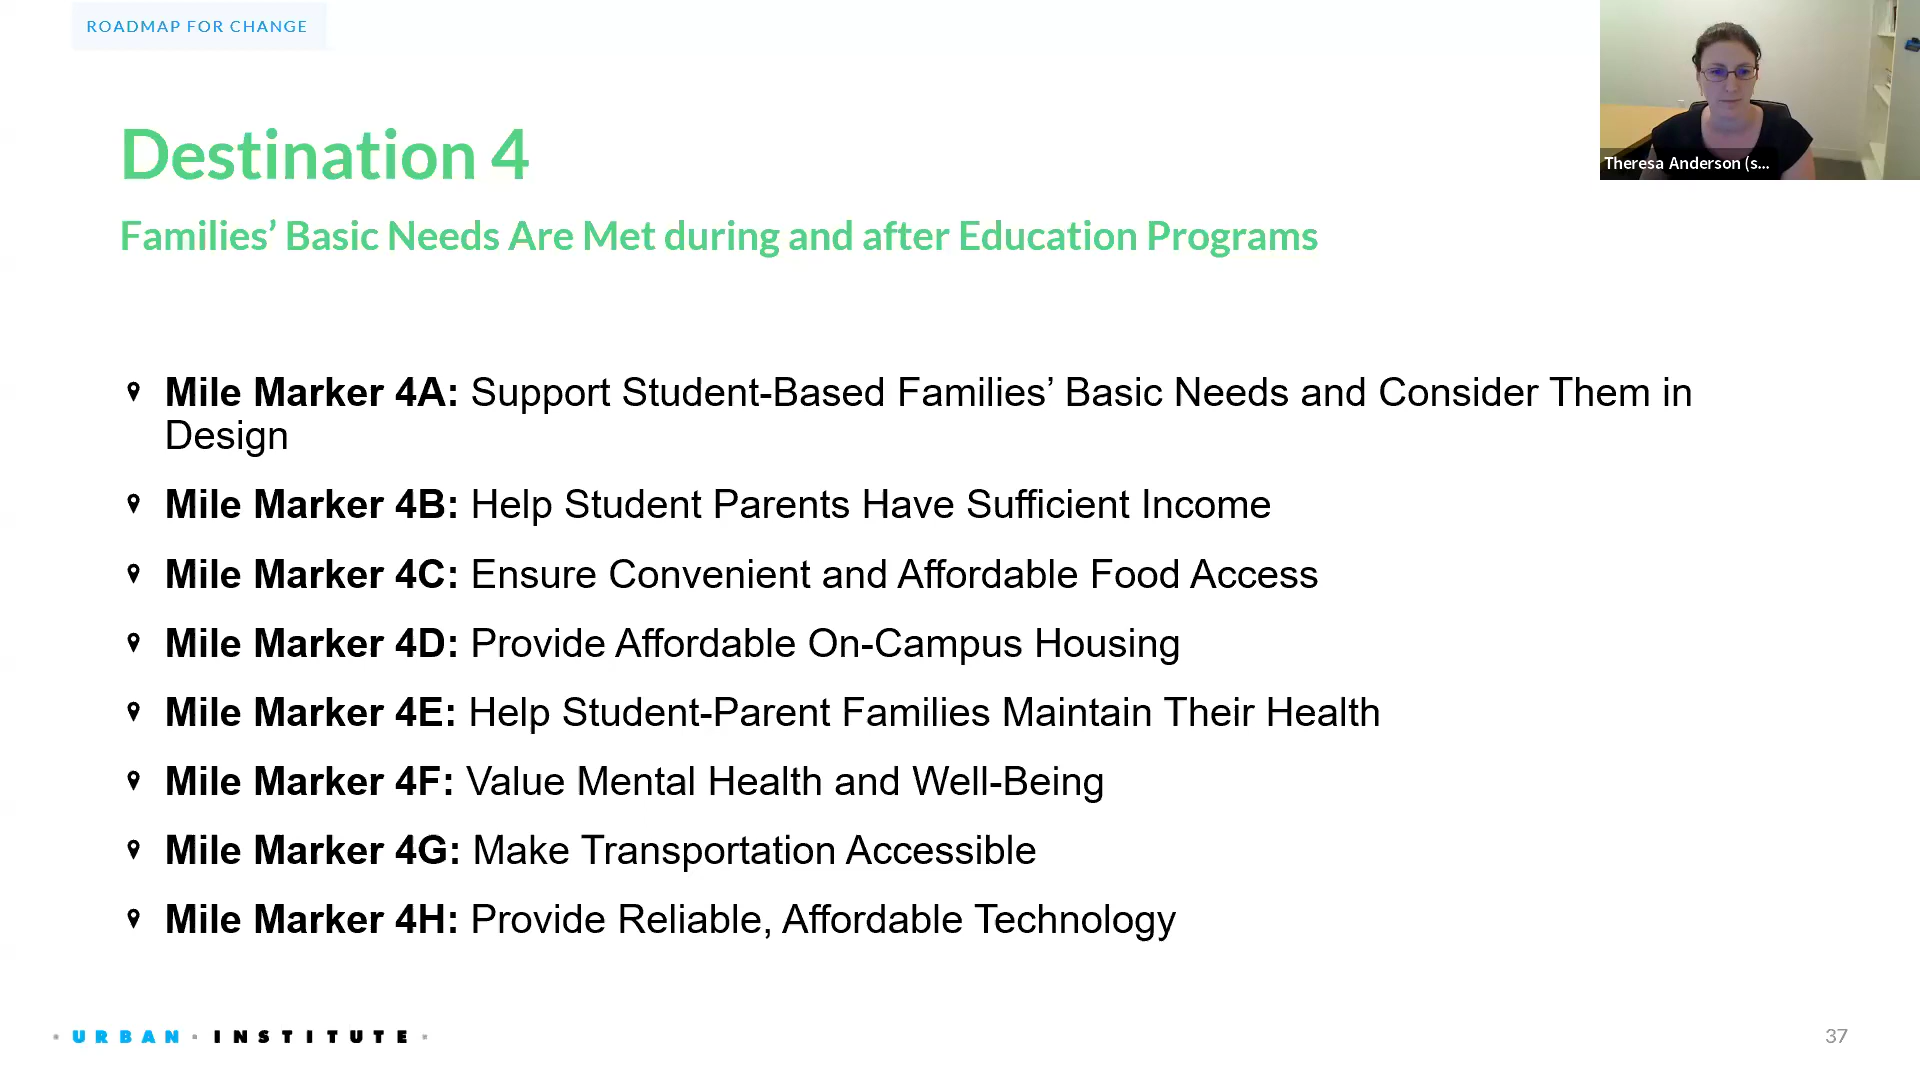 ROADMAP FOR CHANGE
Theresa Anderson (s...
Destination 4
Families’ Basic Needs Are Met during and after Education Programs
Mile Marker 4A: Support Student-Based Families’ Basic Needs and Consider Them in
Design
Mile Marker 4B: Help Student Parents Have Sufficient Income
Mile Marker 4C: Ensure Convenient and Affordable Food Access
Mile Marker 4D: Provide Affordable On-Campus Housing
Mile Marker 4E: Help Student-Parent Families Maintain Their Health
Mile Marker 4F: Value Mental Health and Well-Being
Mile Marker 4G: Make Transportation Accessible
Mile Marker 4H: Provide Reliable, Affordable Technology
· URBAN · INSTITUTE ·
37